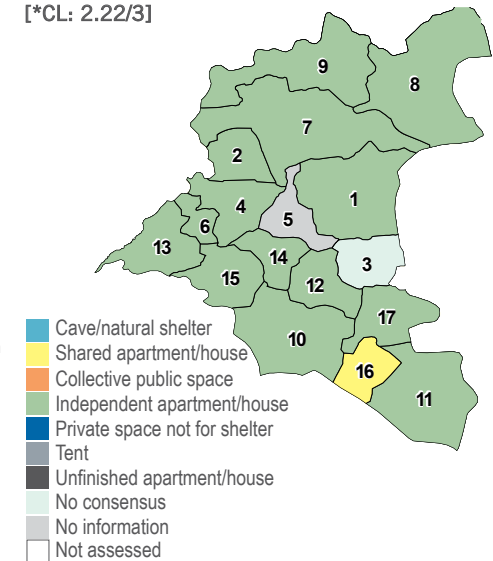 [*CL: 2.22/3]
9
8
7
2
1
4
5
6
13
14
3
15
12
17
10
16
11
Cave/natural shelter
Shared apartment/house
Collective public space
Independent apartment/house
Private space not for shelter
Tent
Unfinished apartment/house
No consensus
No information
Not assessed